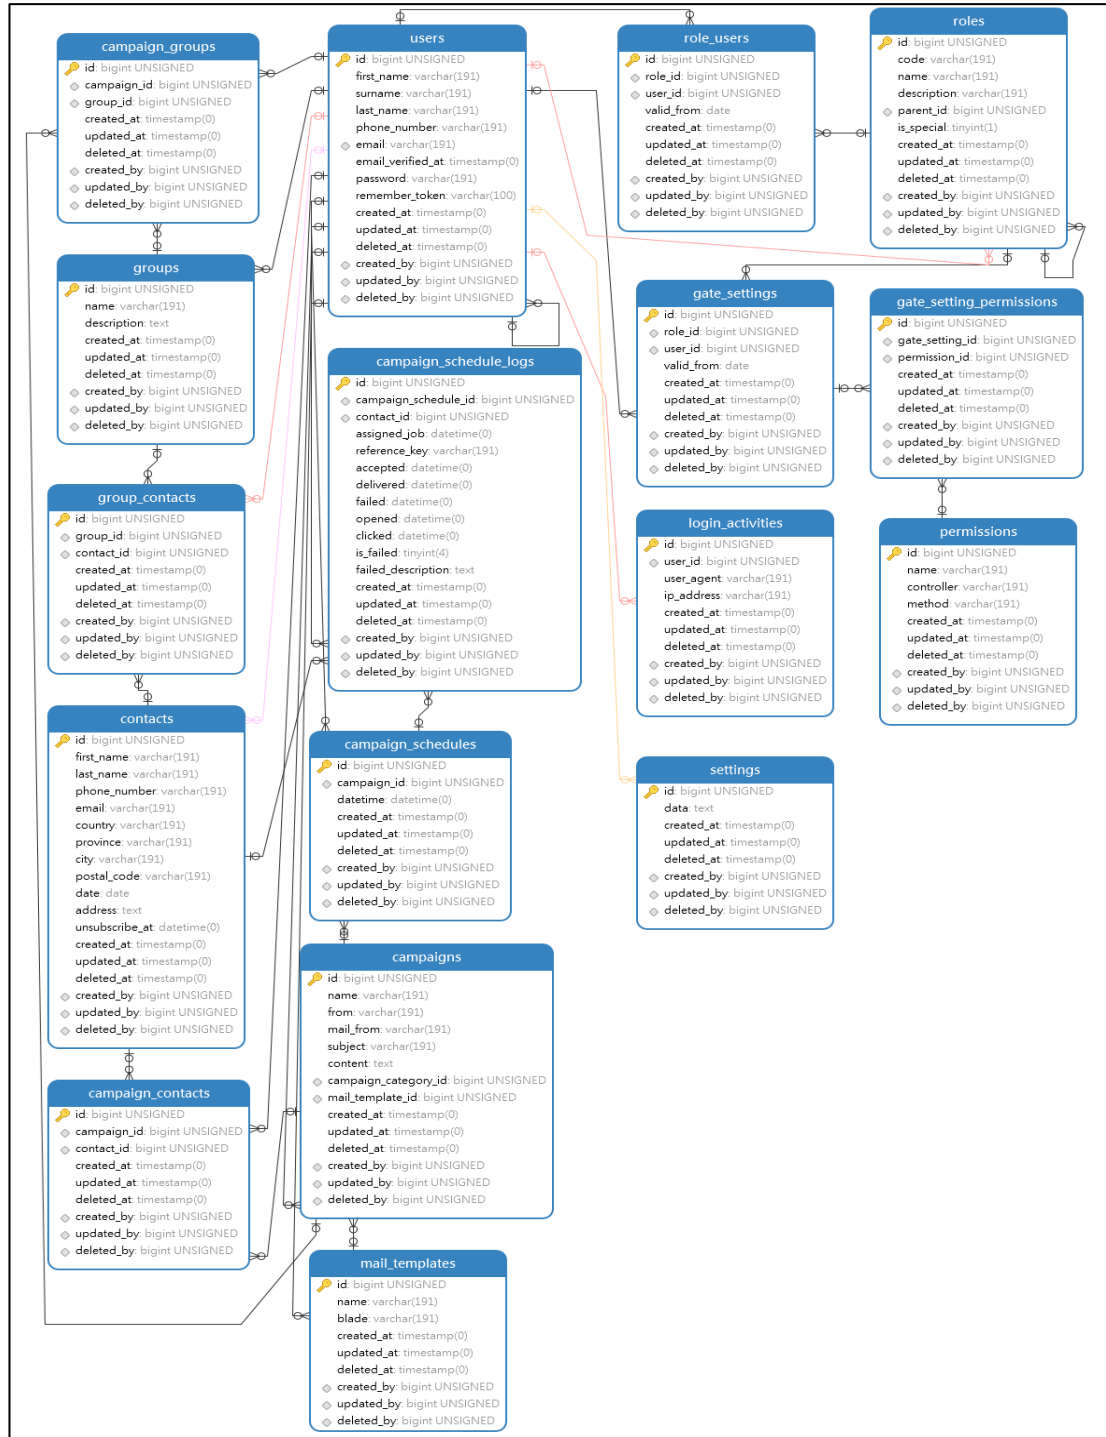 campaign_groups
id: bigint UNSIGNED
campaign_id: bigint UNSIGNED
group_id: bigint UNSIGNED
created_at: timestamp(0)
updated_at: timestamp(0)
deleted_at: timestamp(0)
created_by: bigint UNSIGNED
updated_by: bigint UNSIGNED
deleted_by: bigint UNSIGNED
users
id: bigint UNSIGNED
first_name: varchar(191)
surname: varchar(191)
last_name: varchar(191)
phone_number: varchar(191)
email: varchar(191)
email_verified_at: timestamp(0)
password: varchar(191)
remember_token: varchar(100)
created_at: timestamp(0)
updated_at: timestamp(0)
deleted_at: timestamp(0)
created_by: bigint UNSIGNED
updated_by: bigint UNSIGNED
deleted_by: bigint UNSIGNED
role_users
id: bigint UNSIGNED
role_id: bigint UNSIGNED
user_id: bigint UNSIGNED
valid_from: date
created_at: timestamp(0)
updated_at: timestamp(0)
deleted_at: timestamp(0)
created_by: bigint UNSIGNED
updated_by: bigint UNSIGNED
deleted_by: bigint UNSIGNED
roles
id: bigint UNSIGNED
code: varchar(191)
name: varchar(191)
description: varchar(191)
parent_id: bigint UNSIGNED
is_special: tinyint(1)
created_at: timestamp(0)
updated_at: timestamp(0)
deleted_at: timestamp(0)
created_by: bigint UNSIGNED
updated_by: bigint UNSIGNED
deleted_by: bigint UNSIGNED
groups
id: bigint UNSIGNED
name: varchar(191)
description: text
created_at: timestamp(0)
updated_at: timestamp(0)
deleted_at: timestamp(0)
created_by: bigint UNSIGNED
updated_by: bigint UNSIGNED
deleted_by: bigint UNSIGNED
gate_settings
id: bigint UNSIGNED
role_id: bigint UNSIGNED
user_id: bigint UNSIGNED
valid_from: date
created_at: timestamp(0)
updated_at: timestamp(0)
deleted_at: timestamp(0)
created_by: bigint UNSIGNED
updated_by: bigint UNSIGNED
deleted_by: bigint UNSIGNED
gate_setting_permissions
id: bigint UNSIGNED
gate_setting_id: bigint UNSIGNED
permission_id: bigint UNSIGNED
created_at: timestamp(0)
updated_at: timestamp(0)
deleted_at: timestamp(0)
created_by: bigint UNSIGNED
updated_by: bigint UNSIGNED
deleted_by: bigint UNSIGNED
campaign_schedule_logs
id: bigint UNSIGNED
campaign_schedule_id: bigint UNSIGNED
contact_id: bigint UNSIGNED
assigned_job: datetime(0)
reference_key: varchar(191)
accepted: datetime(0)
delivered: datetime(0)
failed: datetime(0)
opened: datetime(0)
clicked: datetime(0)
is_failed: tinyint(4)
failed_description: text
created_at: timestamp(0)
updated_at: timestamp(0)
deleted_at: timestamp(0)
created_by: bigint UNSIGNED
updated_by: bigint UNSIGNED
deleted_by: bigint UNSIGNED
group_contacts
id: bigint UNSIGNED
group_id: bigint UNSIGNED
contact_id: bigint UNSIGNED
created_at: timestamp(0)
updated_at: timestamp(0)
deleted_at: timestamp(0)
created_by: bigint UNSIGNED
updated_by: bigint UNSIGNED
deleted_by: bigint UNSIGNED
login_activities
id: bigint UNSIGNED
user_id: bigint UNSIGNED
user_agent: varchar(191)
ip_address: varchar(191)
created_at: timestamp(0)
updated_at: timestamp(0)
deleted_at: timestamp(0)
created_by: bigint UNSIGNED
updated_by: bigint UNSIGNED
deleted_by: bigint UNSIGNED
permissions
id: bigint UNSIGNED
name: varchar(191)
controller: varchar(191)
method: varchar(191)
created_at: timestamp(0)
updated_at: timestamp(0)
deleted_at: timestamp(0)
created_by: bigint UNSIGNED
updated_by: bigint UNSIGNED
deleted_by: bigint UNSIGNED
contacts
id: bigint UNSIGNED
first_name: varchar(191)
last_name: varchar(191)
phone_number: varchar(191)
email: varchar(191)
country: varchar(191)
province: varchar(191)
city: varchar(191)
postal_code: varchar(191)
date: date
address: text
unsubscribe_at: datetime(0)
created_at: timestamp(0)
updated_at: timestamp(0)
deleted_at: timestamp(0)
created_by: bigint UNSIGNED
updated_by: bigint UNSIGNED
deleted_by: bigint UNSIGNED
campaign_schedules
id: bigint UNSIGNED
campaign_id: bigint UNSIGNED
datetime: datetime(0)
created_at: timestamp(0)
updated_at: timestamp(0)
deleted_at: timestamp(0)
created_by: bigint UNSIGNED
updated_by: bigint UNSIGNED
deleted_by: bigint UNSIGNED
settings
id: bigint UNSIGNED
data: text
created_at: timestamp(0)
updated_at: timestamp(0)
deleted_at: timestamp(0)
created_by: bigint UNSIGNED
updated_by: bigint UNSIGNED
deleted_by: bigint UNSIGNED
campaigns
id: bigint UNSIGNED
name: varchar(191)
from: varchar(191)
mail_from: varchar(191)
subject: varchar(191)
content: text
campaign_category_id: bigint UNSIGNED
mail_template_id: bigint UNSIGNED
created_at: timestamp(0)
updated_at: timestamp(0)
deleted_at: timestamp(0)
created_by: bigint UNSIGNED
updated_by: bigint UNSIGNED
deleted_by: bigint UNSIGNED
campaign_contacts
id: bigint UNSIGNED
campaign_id: bigint UNSIGNED
contact_id: bigint UNSIGNED
created_at: timestamp(0)
updated_at: timestamp(0)
deleted_at: timestamp(0)
created_by: bigint UNSIGNED
updated_by: bigint UNSIGNED
deleted_by: bigint UNSIGNED
mail_templates
id: bigint UNSIGNED
name: varchar(191)
blade: varchar(191)
created_at: timestamp(0)
updated_at: timestamp(0)
deleted_at: timestamp(0)
created_by: bigint UNSIGNED
updated_by: bigint UNSIGNED
deleted_by: bigint UNSIGNED